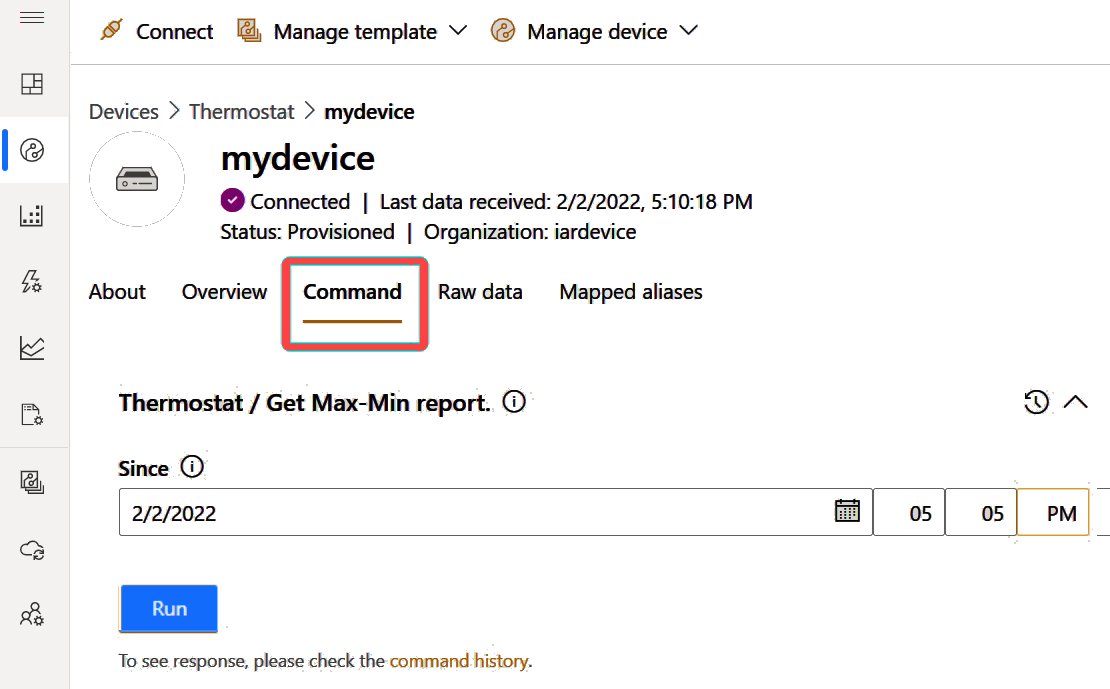 Connect Manage template Manage device
Devices > Thermostat > mydevice
mydevice
Connected | Last data received: 2/2/2022, 5:10:18 PM
Status: Provisioned | Organization: iardevice
About Overview Command Raw data Mapped aliases
Thermostat / Get Max-Min report.
Since
2/2/2022 05 05 PM
Run
To see response, please check the command history.